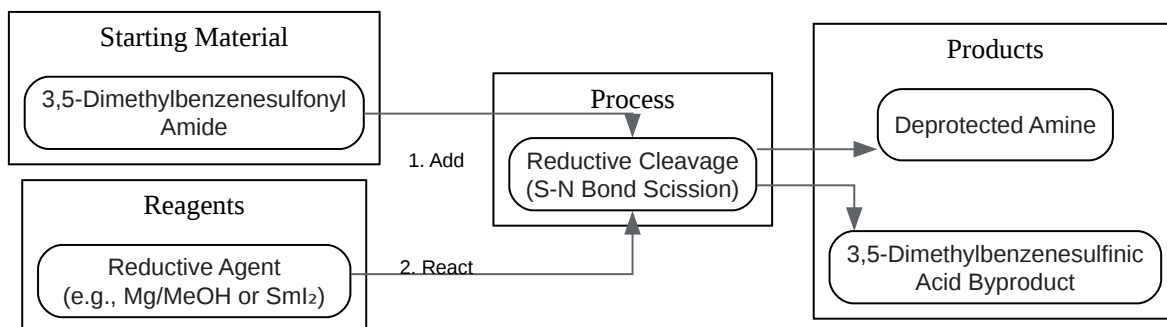 Starting Material
3,5-Dimethylbenzenesulfonyl
Amide
Reagents
Reductive Agent
(e.g., Mg/MeOH or SmI₂)
1. Add
2. React
Process
Reductive Cleavage
(S-N Bond Scission)
Products
Deprotected Amine
3,5-Dimethylbenzenesulfinic
Acid Byproduct